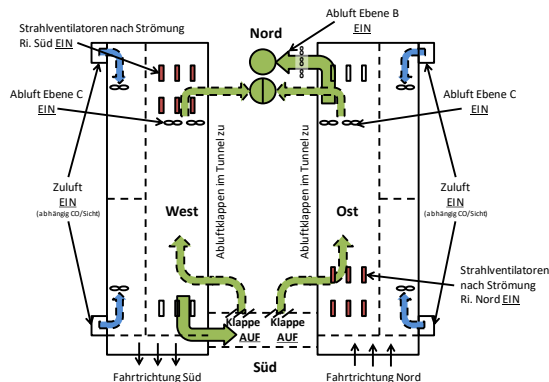 Strahlventilatoren nach Strömung
Ri. Süd EIN
Nord
Abluft Ebene B
EIN
Abluft Ebene C
EIN
Abluft Ebene C
EIN
Abluftklappen im Tunnel zu
Abluftklappen im Tunnel zu
Zuluft
EIN
(abhängig CO/Sicht)
West
Ost
Zuluft
EIN
(abhängig CO/Sicht)
Strahlventilatoren
nach Strömung
Ri. Nord EIN
Klappe
AUF
Klappe
AUF
Süd
Fahrtrichtung Süd
Fahrtrichtung Nord